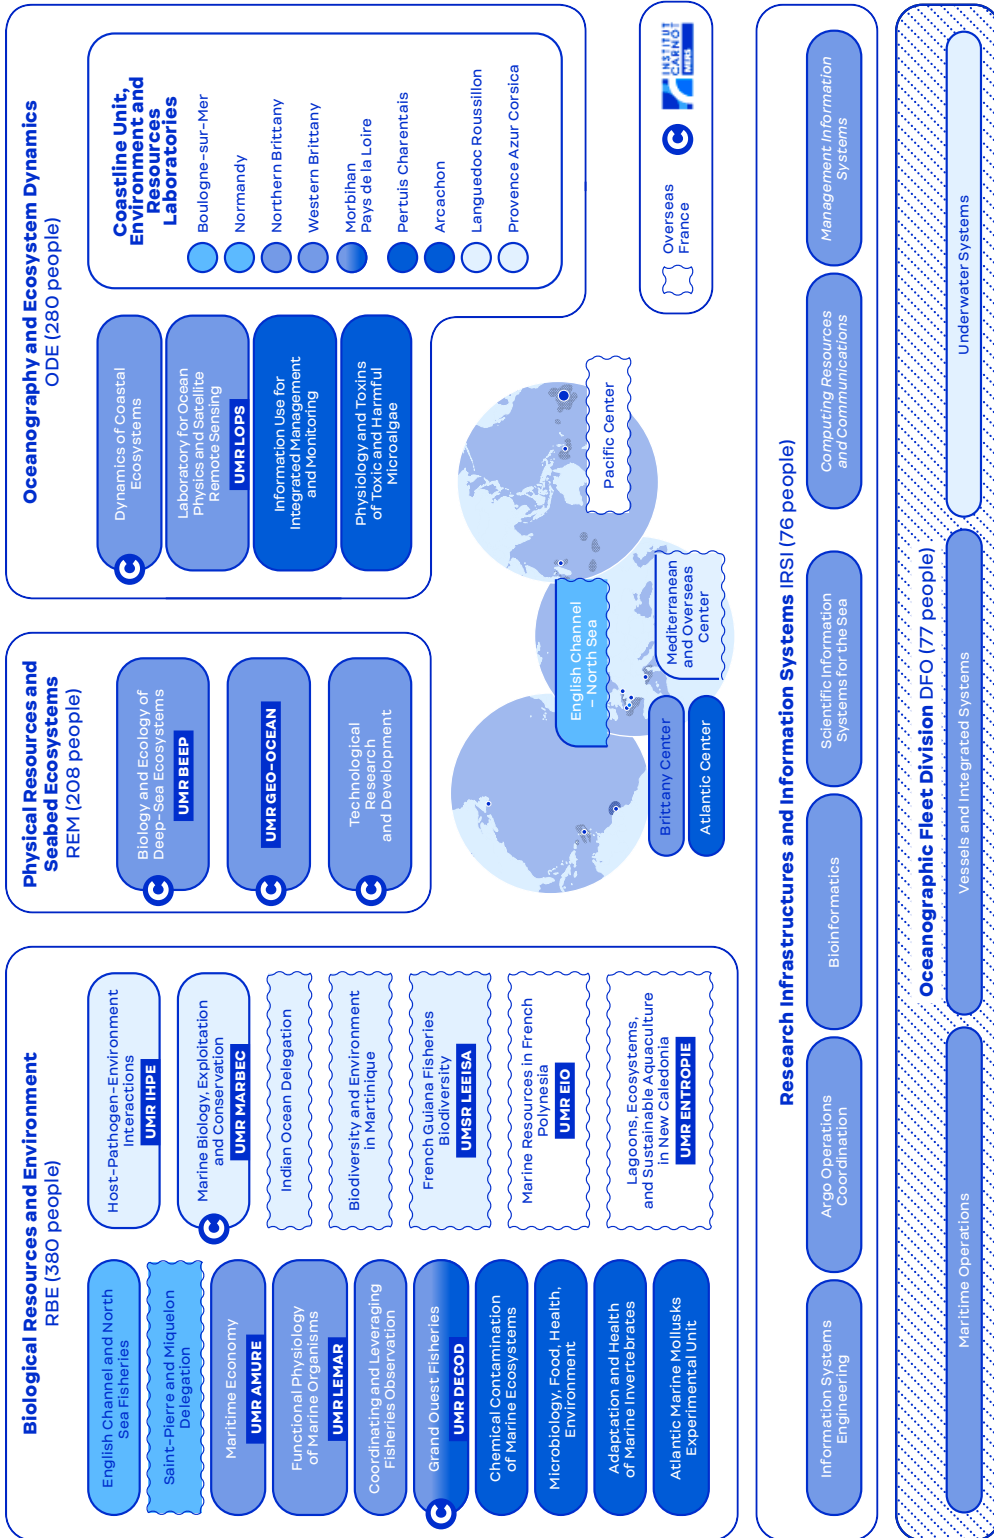 Biological Resources and Environment
RBE (380 people)
English Channel and North
Sea Fisheries
Saint-Pierre and Miquelon
Delegation
Maritime Economy
UMR AMURE
Functional Physiology
of Marine Organisms
UMR LEMAR
Coordinating and Leveraging
Fisheries Observation
Grand Ouest Fisheries
UMR DECOD
Chemical Contamination
of Marine Ecosystems
Microbiology, Food, Health,
Environment
Adaptation and Health
of Marine Invertebrates
Atlantic Marine Mollusks
Experimental Unit
Host-Pathogen-Environment
Interactions
UMR IHPE
Marine Biology, Exploitation
and Conservation
UMR MARBEC
Indian Ocean Delegation
Biodiversity and Environment
in Martinique
French Guiana Fisheries
Biodiversity
UMSR LEEISA
Marine Resources in French
Polynesia
UMR EIO
Lagoons, Ecosystems,
and Sustainable Aquaculture
in New Caledonia
UMR ENTROPIE
Physical Resources and
Seabed Ecosystems
REM (208 people)
Biology and Ecology of
Deep-Sea Ecosystems
UMR BEEP
UMR GEO-OCEAN
Technological
Research
and Development
Oceanography and Ecosystem Dynamics
ODE (280 people)
Dynamics of Coastal
Ecosystems
Laboratory for Ocean
Physics and Satellite
Remote Sensing
UMR LOPS
Information Use for
Integrated Management
and Monitoring
Physiology and Toxins
of Toxic and Harmful
Microalgae
Coastline Unit,
Environment and
Resources
Laboratories
Boulogne-sur-Mer
Normandy
Northern Brittany
Western Brittany
Morbihan
Pays de la Loire
Pertuis Charentais
Arcachon
Languedoc Roussillon
Provence Azur Corsica
English Channel
– North Sea
Brittany Center
Atlantic Center
Mediterranean
and Overseas
Center
Pacific Center
Overseas
France
C
INSTITUT
CARNOT
MERS
Research Infrastructures and Information Systems IRSI (76 people)
Information Systems
Engineering
Argo Operations
Coordination
Bioinformatics
Scientific Information
Systems for the Sea
Computing Resources
and Communications
Management Information
Systems
Oceanographic Fleet Division DFO (77 people)
Maritime Operations
Vessels and Integrated Systems
Underwater Systems